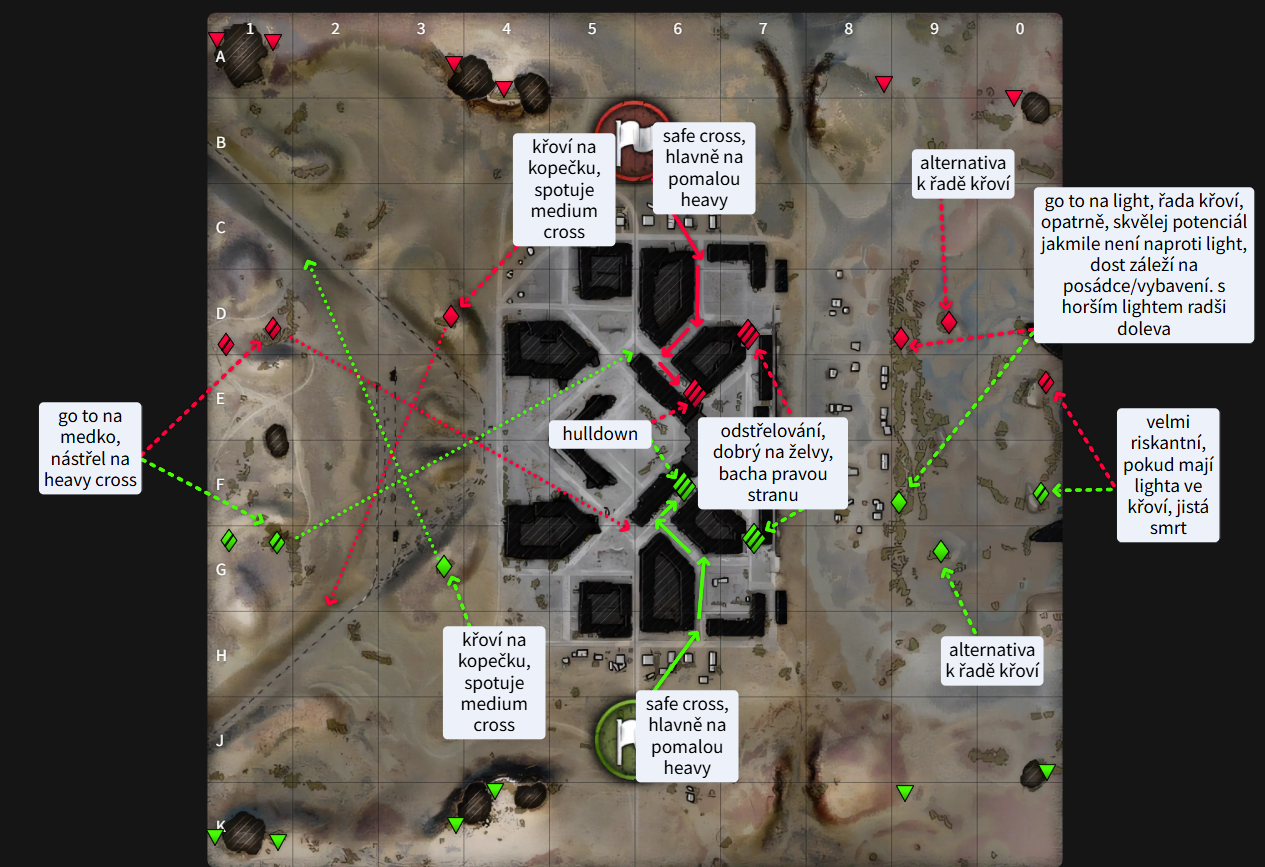 1 2 3 4 5 6 7 8 9 0
A
B
C
D
E
F
G
H
J
K
křoví na
kopečku,
spotuje
medium
cross
safe cross,
hlavně na
pomalou
heavy
alternativa
k řadě křoví
go to na light, řada křoví,
opatrně, skvělej potenciál
jakmile není naproti light,
dost záleží na
posádce/vybavení. s
horším lightem radši
doleva
go to na
medko,
nástřel na
heavy cross
hulldown
odstřelování,
dobrý na želvy,
bacha pravou
stranu
velmi
riskantní,
pokud mají
lighta ve
křoví, jistá
smrt
křoví na
kopečku,
spotuje
medium
cross
safe cross,
hlavně na
pomalou
heavy
alternativa
k řadě křoví